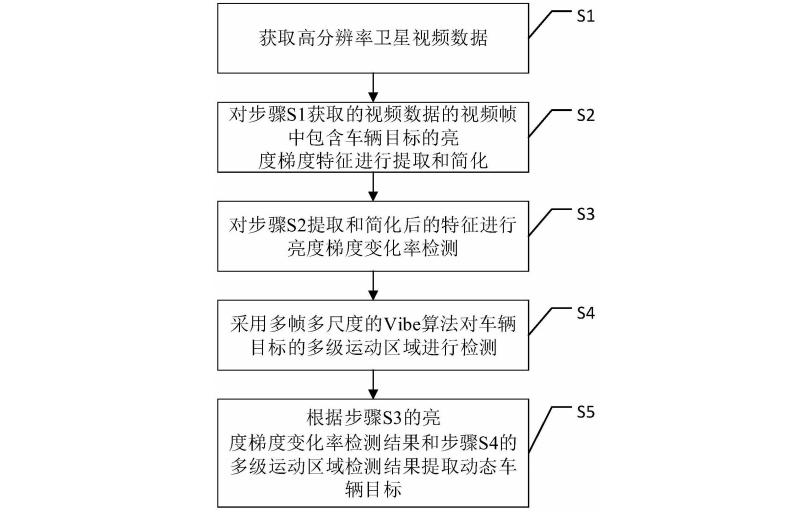 获取高分辨率卫星视频数据
S1
对步骤S1获取的视频数据的视频帧
中包含车辆目标的亮
度梯度特征进行提取和简化
S2
对步骤S2提取和简化后的特征进行
亮度梯度变化率检测
S3
采用多帧多尺度的Vibe算法对车辆
目标的多级运动区域进行检测
S4
根据步骤S3的亮
度梯度变化率检测结果和步骤S4的
多级运动区域检测结果提取动态车
辆目标
S5